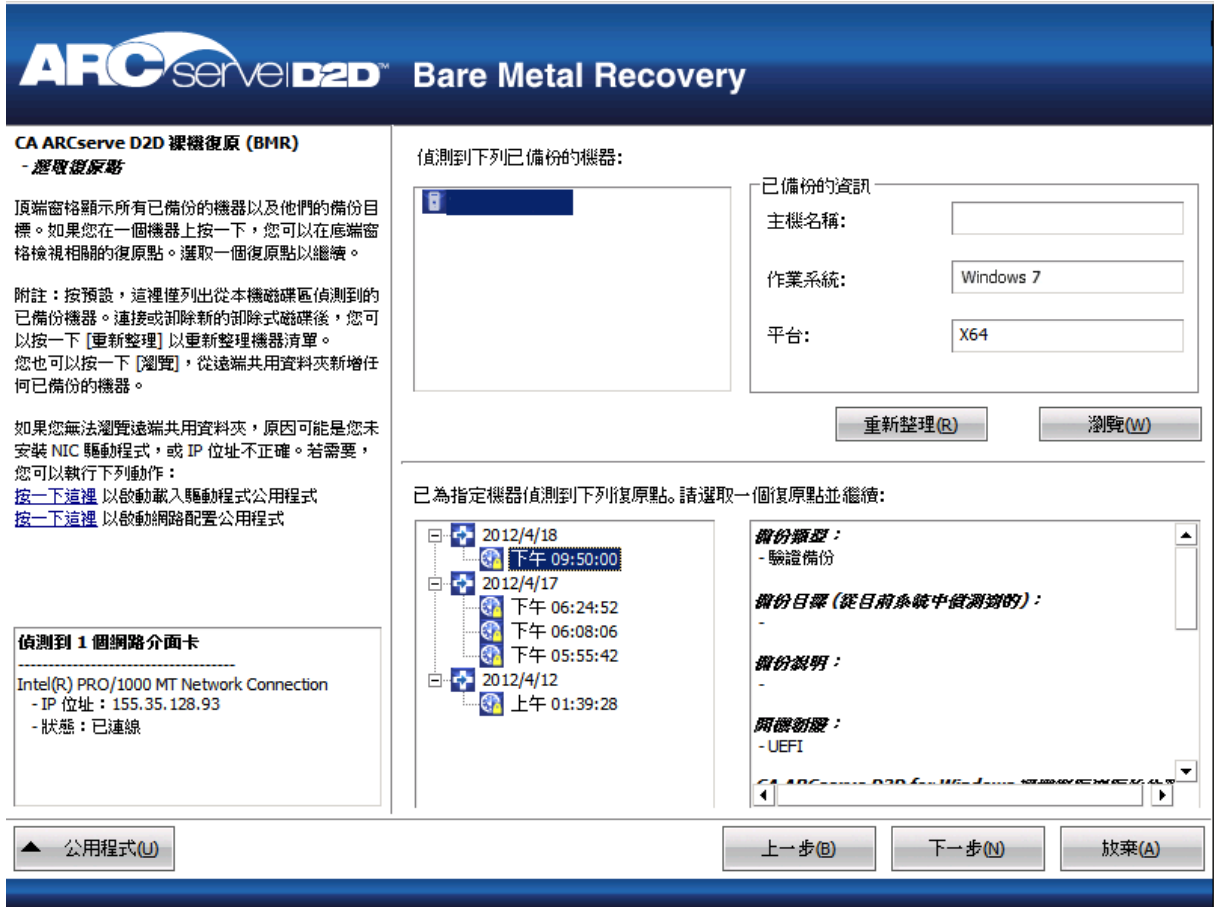 ARCserve D2D™ Bare Metal Recovery
CA ARCserve D2D 裸機復原 (BMR)
- 選取復原點
頂端窗格顯示所有已備份的機器以及他們的備份目
標。如果您在一個機器上按一下，您可以在底端窗
格檢視相關的復原點。選取一個復原點以繼續。
附註：按預設，這裡僅列出從本機磁碟區偵測到的
已備份機器。連接或卸除新的卸除式磁碟後，您可
以按一下 [重新整理] 以重新整理機器清單。
您也可以按一下 [瀏覽]，從遠端共用資料夾新增任
何已備份的機器。
如果您無法瀏覽遠端共用資料夾，原因可能是您未
安裝 NIC 驅動程式，或 IP 位址不正確。若需要，
您可以執行下列動作：
按一下這裡 以啟動載入驅動程式公用程式
按一下這裡 以啟動網路配置公用程式
偵測到 1 個網路介面卡
-----------------------------------
Intel(R) PRO/1000 MT Network Connection
- IP 位址：155.35.128.93
- 狀態：已連線
偵測到下列已備份的機器:
已備份的資訊
主機名稱:
作業系統:
Windows 7
平台:
X64
重新整理(R)
瀏覽(W)
已為指定機器偵測到下列復原點。請選取一個復原點並繼續:
2012/4/18
下午 09:50:00
2012/4/17
下午 06:24:52
下午 06:08:06
下午 05:55:42
2012/4/12
上午 01:39:28
備份類型：
- 驗證備份
備份目標 (從目前系統中偵測到的)：
-
備份說明：
-
開機韌體：
- UEFI
CA ARCserve D2D for Windows
公用程式(U)
上一步(B)
下一步(N)
放棄(A)